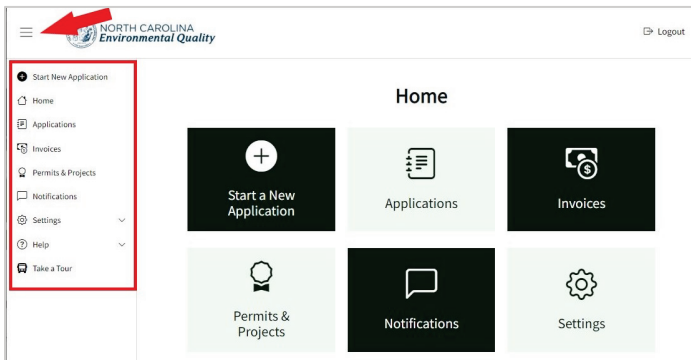 NORTH CAROLINA
Environmental Quality
Logout
Start New Application
Home
Applications
Invoices
Permits & Projects
Notifications
Settings
Help
Take a Tour
Home
Start a New
Application
Applications
Invoices
Permits &
Projects
Notifications
Settings